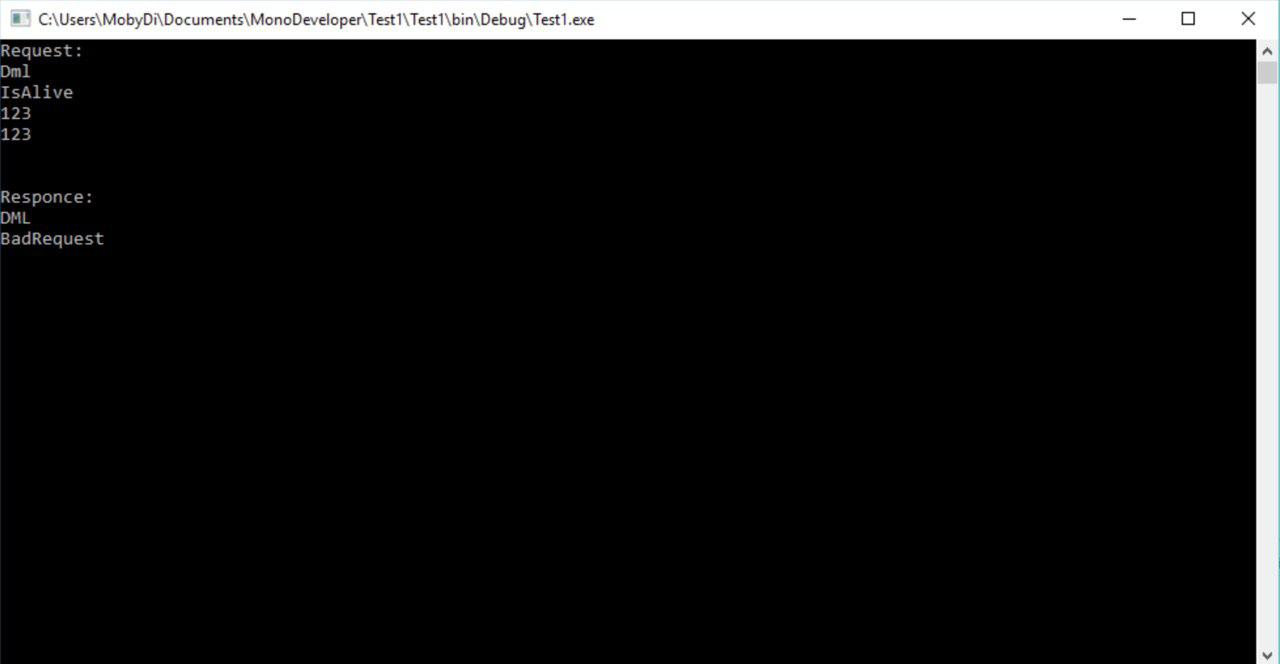 C:\Users\MobyDi\Documents\MonoDeveloper\Test1\Test1\bin\Debug\Test1.exe
Request:
Dml
IsAlive
123
123
Responce:
DML
BadRequest